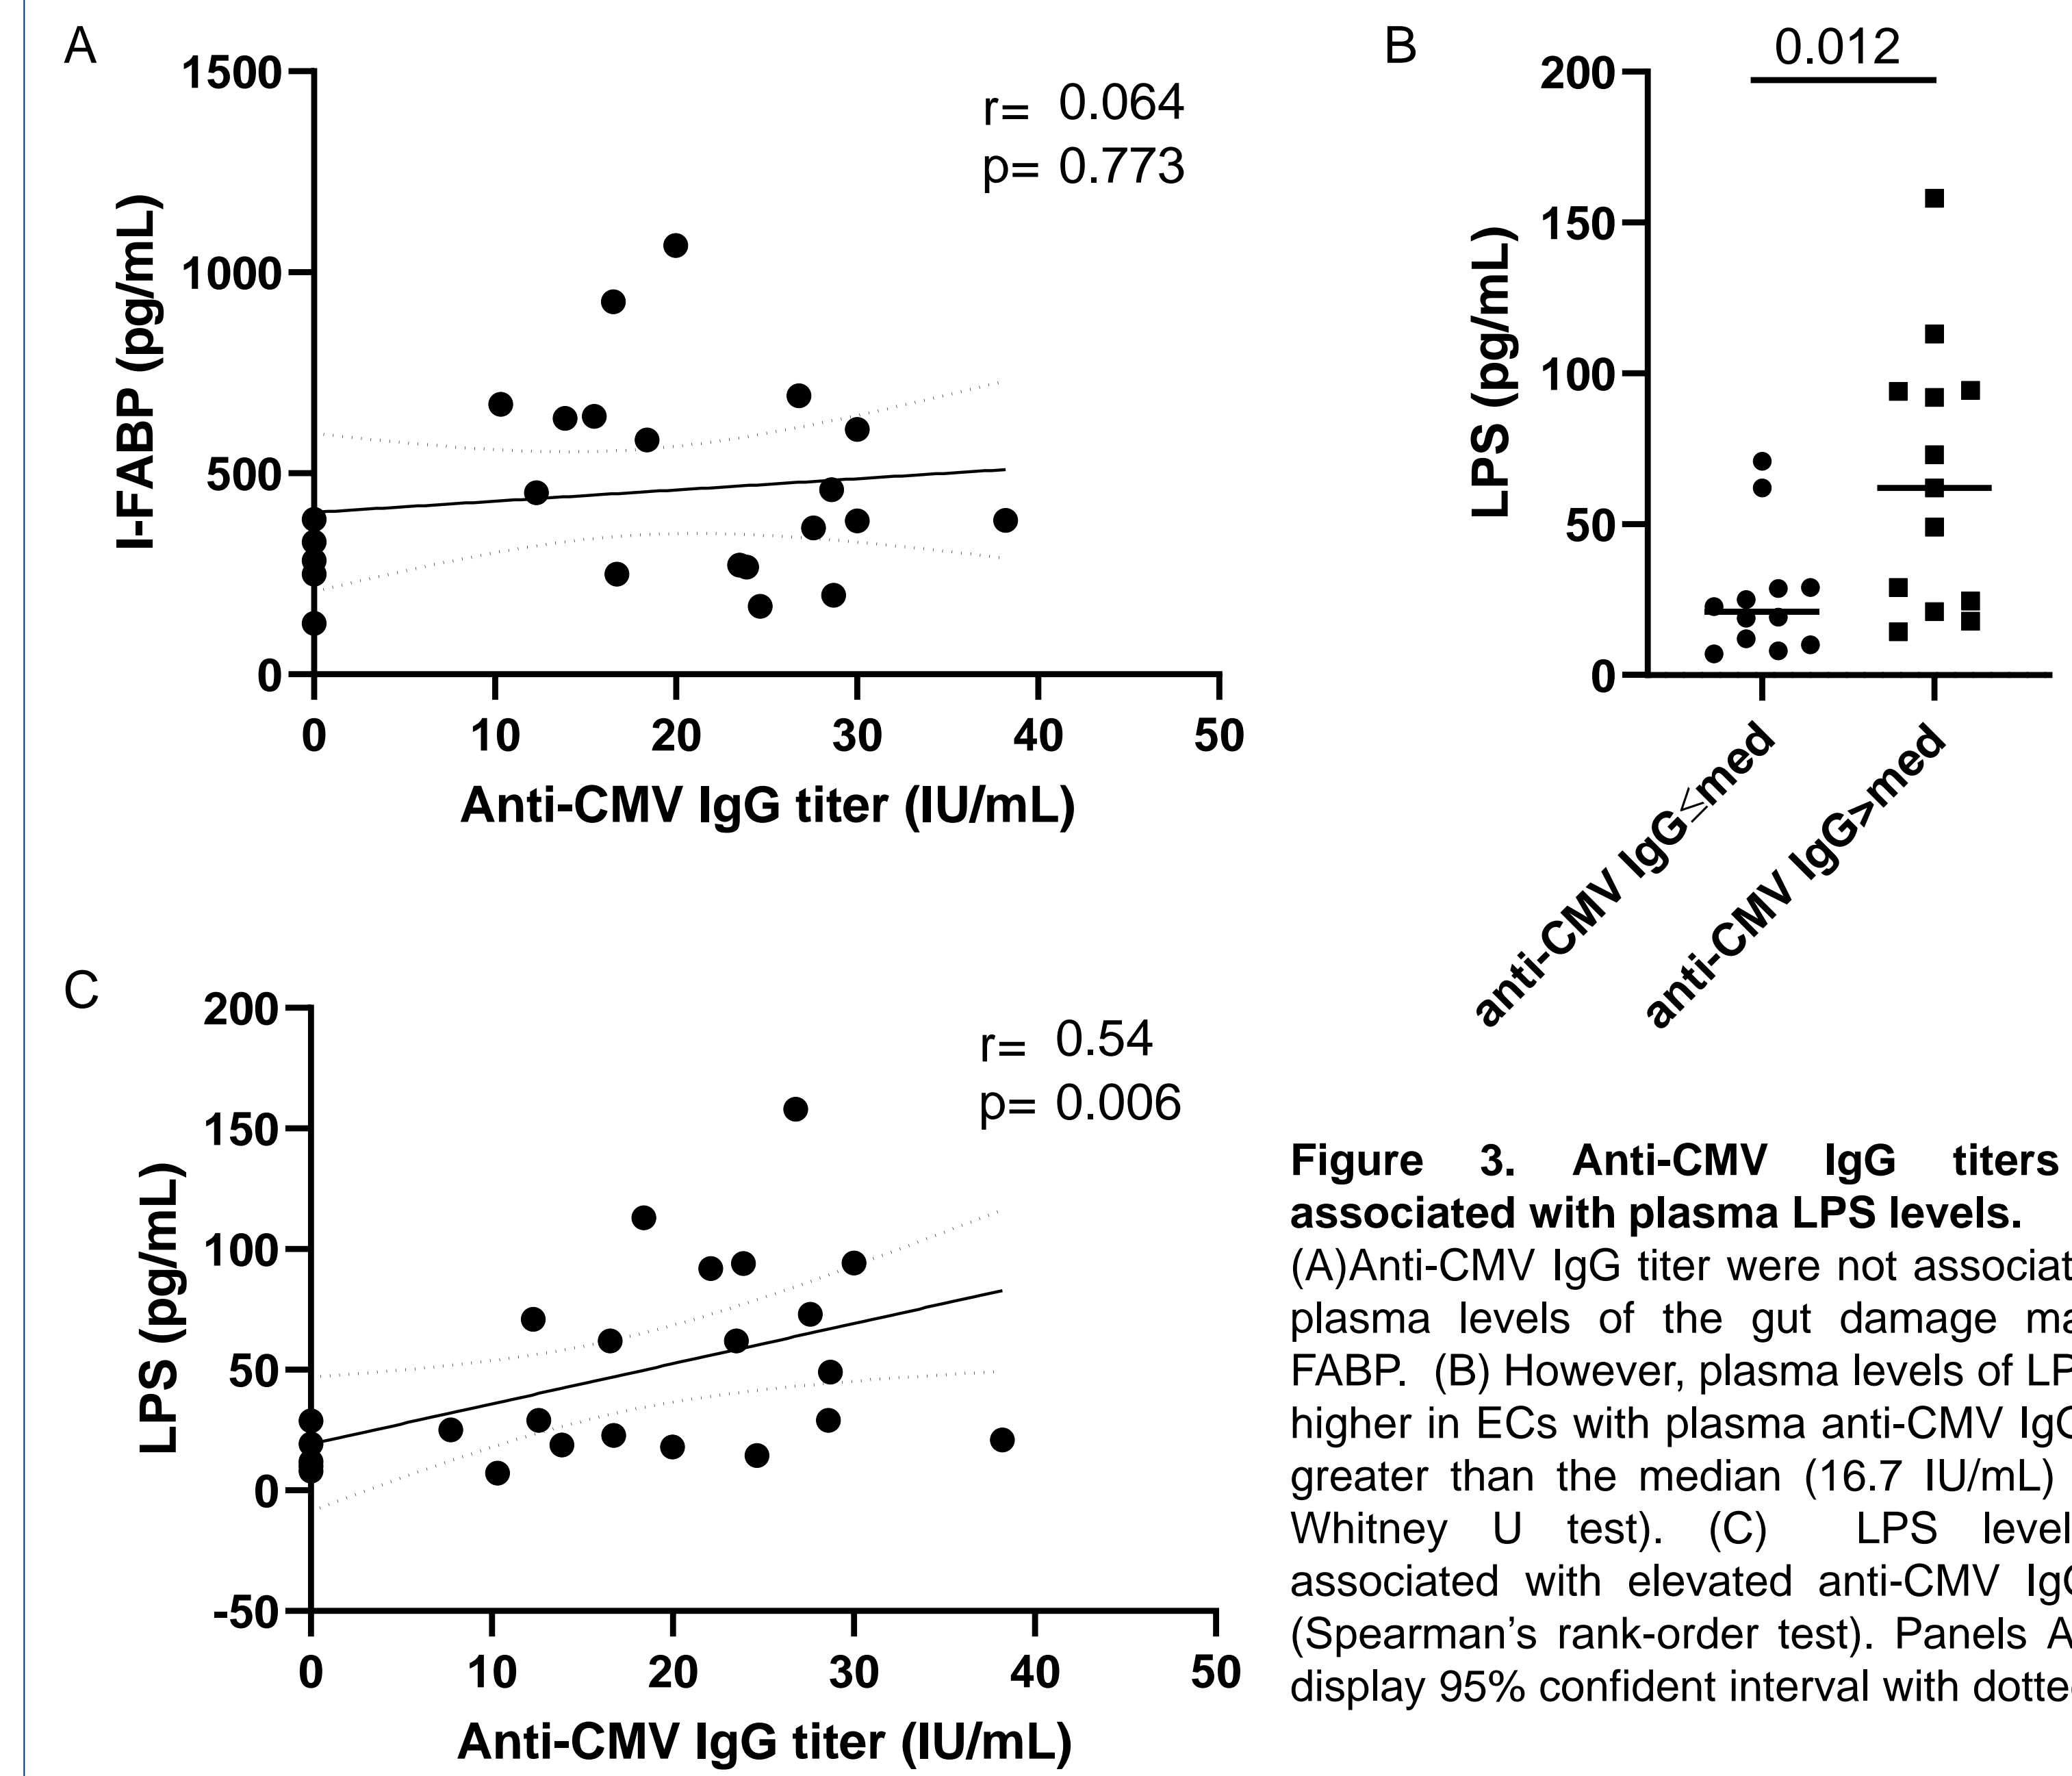 A
1500
1000
500
0
I-FABP (pg/mL)
r= 0.064
p= 0.773
0 10 20 30 40 50
Anti-CMV IgG titer (IU/mL)
B
0.012
200
150
100
50
0
LPS (pg/mL)
anti-CMV IgG≤med
anti-CMV IgG>med
C
200
150
100
50
0
-50
LPS (pg/mL)
r= 0.54
p= 0.006
0 10 20 30 40 50
Anti-CMV IgG titer (IU/mL)
Figure 3. Anti-CMV IgG titers
associated with plasma LPS levels.
(A)Anti-CMV IgG titer were not associat
plasma levels of the gut damage ma
FABP. (B) However, plasma levels of LP
higher in ECs with plasma anti-CMV IgG
greater than the median (16.7 IU/mL)
Whitney U test). (C) LPS level
associated with elevated anti-CMV IgG
(Spearman’s rank-order test). Panels A
display 95% confident interval with dotte